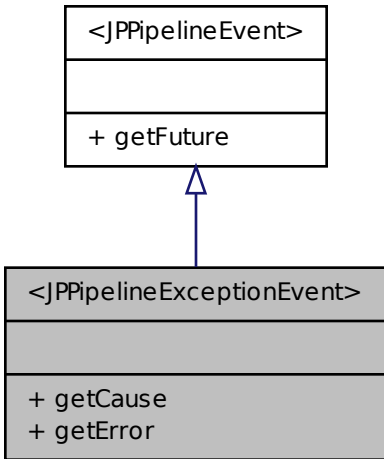 <JPPipelineEvent>
+ getFuture
<JPPipelineExceptionEvent>
+ getCause
+ getError